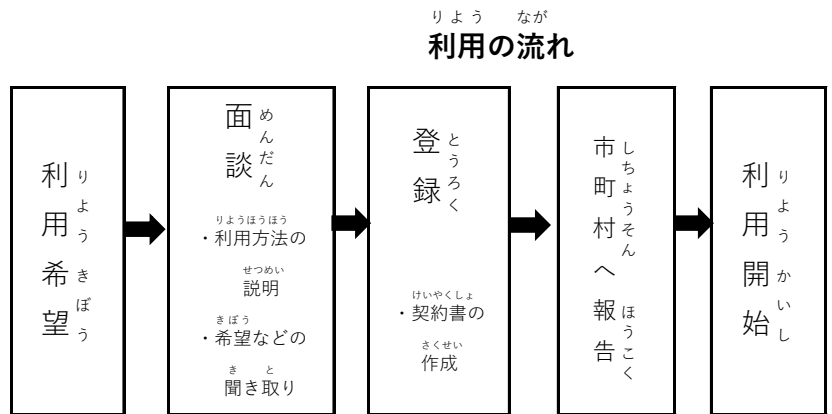 りよう なが
利用の流れ
利用希望
りよう きぼう
面談
めんだん
りようほうほう
・利用方法の
せつめい
説明
きぼう
・希望などの
き と
聞き取り
登録
とうろく
けいやくしょ
・契約書の
さくせい
作成
市町村へ報告
しちょうそん ほうこく
利用開始
りよう かいし